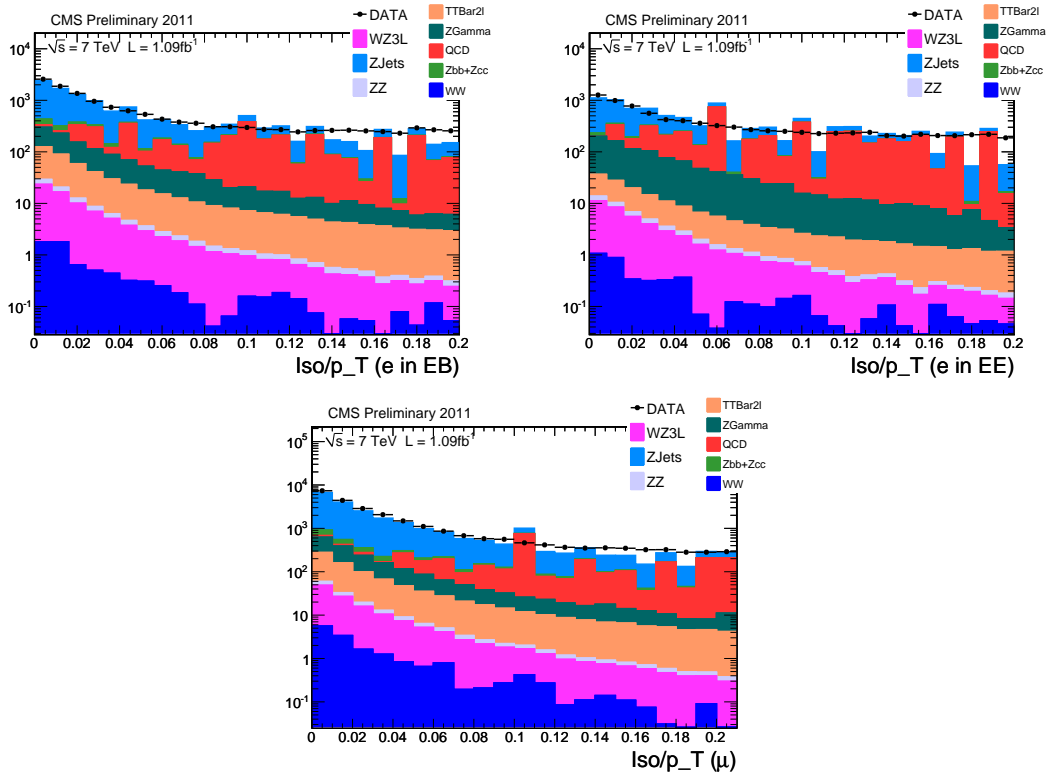 CMS Preliminary 2011
√s = 7 TeV L = 1.09fb⁻¹
DATA
WZ3L
ZJets
ZZ
TTBar2l
ZGamma
QCD
Zbb+Zcc
WW
10⁴
10³
10²
10
1
10⁻¹
0 0.02 0.04 0.06 0.08 0.1 0.12 0.14 0.16 0.18 0.2
Iso/p_T (e in EB)
CMS Preliminary 2011
√s = 7 TeV L = 1.09fb⁻¹
DATA
WZ3L
ZJets
ZZ
TTBar2l
ZGamma
QCD
Zbb+Zcc
WW
10⁴
10³
10²
10
1
10⁻¹
0 0.02 0.04 0.06 0.08 0.1 0.12 0.14 0.16 0.18 0.2
Iso/p_T (e in EE)
CMS Preliminary 2011
√s = 7 TeV L = 1.09fb⁻¹
DATA
WZ3L
ZJets
ZZ
TTBar2l
ZGamma
QCD
Zbb+Zcc
WW
10⁵
10⁴
10³
10²
10
1
10⁻¹
0 0.02 0.04 0.06 0.08 0.1 0.12 0.14 0.16 0.18 0.2
Iso/p_T (μ)